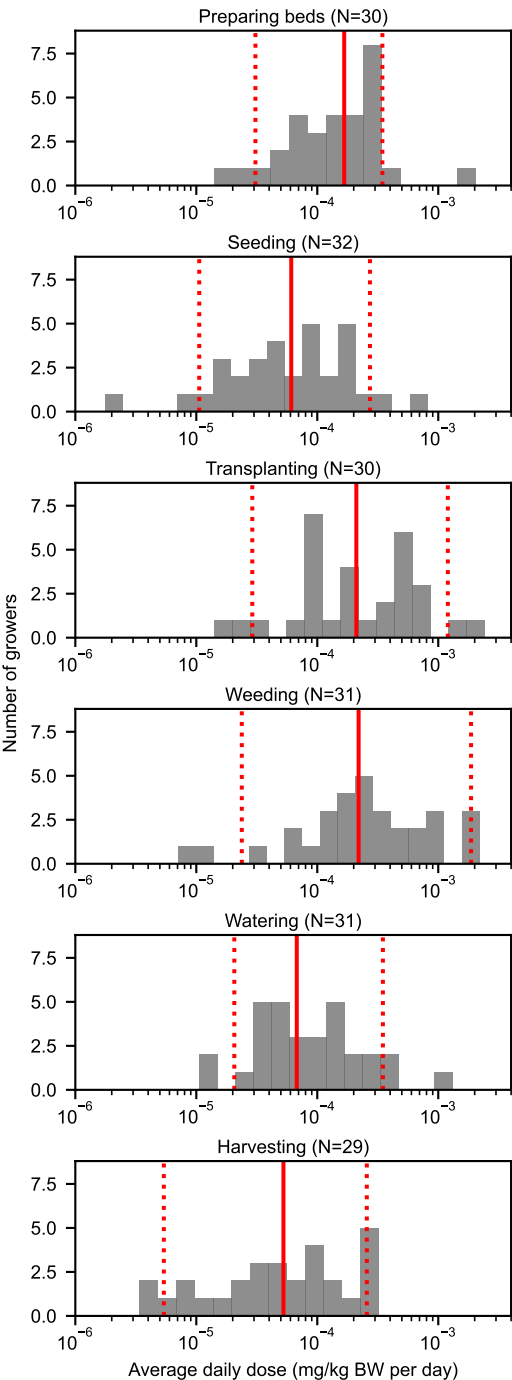 Preparing beds (N=30)
7.5
5.0
2.5
0.0
10⁻⁶ 10⁻⁵ 10⁻⁴ 10⁻³
Seeding (N=32)
7.5
5.0
2.5
0.0
10⁻⁶ 10⁻⁵ 10⁻⁴ 10⁻³
Transplanting (N=30)
7.5
5.0
2.5
0.0
10⁻⁶ 10⁻⁵ 10⁻⁴ 10⁻³
Number of growers
Weeding (N=31)
7.5
5.0
2.5
0.0
10⁻⁶ 10⁻⁵ 10⁻⁴ 10⁻³
Watering (N=31)
7.5
5.0
2.5
0.0
10⁻⁶ 10⁻⁵ 10⁻⁴ 10⁻³
Harvesting (N=29)
7.5
5.0
2.5
0.0
10⁻⁶ 10⁻⁵ 10⁻⁴ 10⁻³
Average daily dose (mg/kg BW per day)